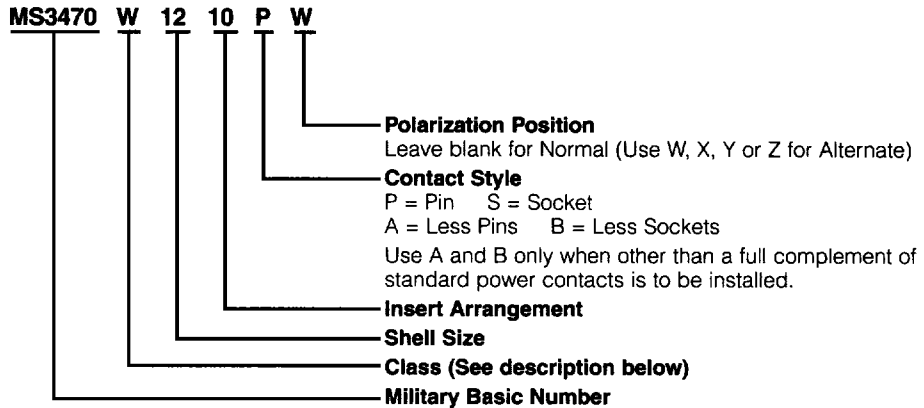 MS3470 W 12 10 P W
Polarization Position
Leave blank for Normal (Use W, X, Y or Z for Alternate)
Contact Style
P = Pin S = Socket
A = Less Pins B = Less Sockets
Use A and B only when other than a full complement of
standard power contacts is to be installed.
Insert Arrangement
Shell Size
Class (See description below)
Military Basic Number